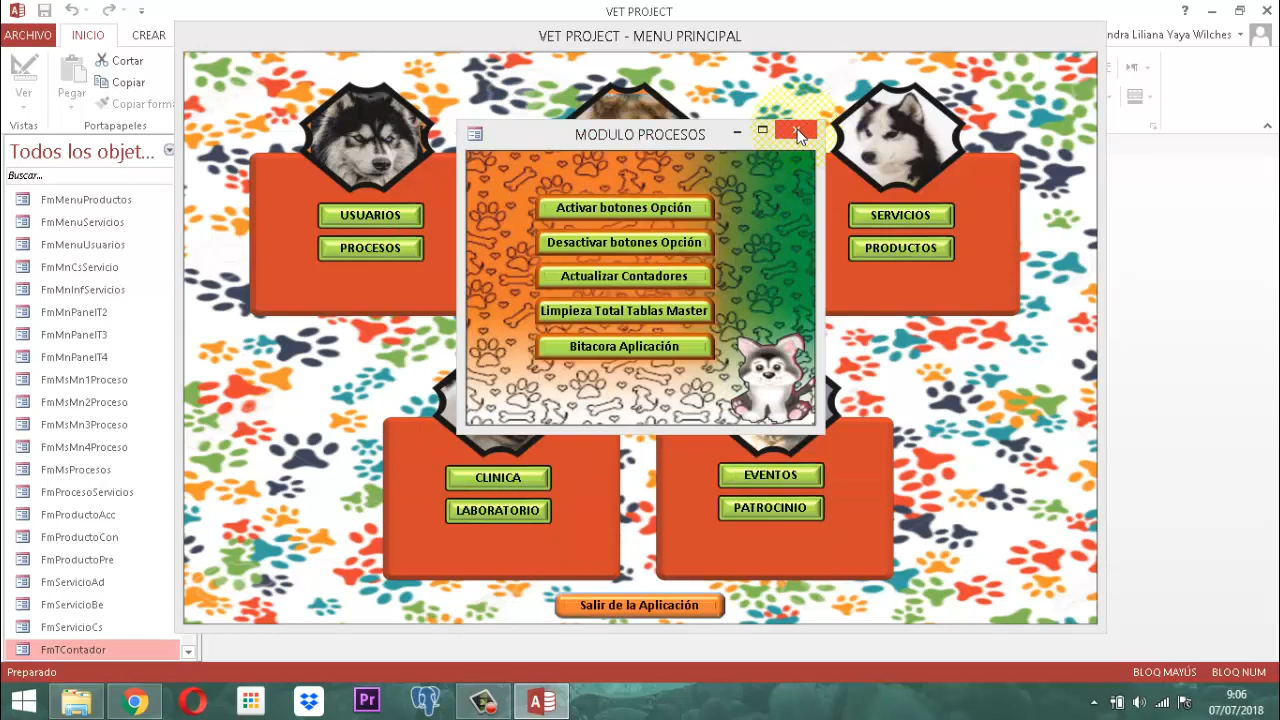 VET PROJECT
?
ARCHIVO
INICIO
CREAR
ndra Liliana Yaya Wilches
Ver
Pegar
Cortar
Copiar
Copiar forma
Vistas
Portapapeles
Todos los objet...
Buscar...
FmMenuProductos
FmMenuServicios
FmMenuUsuarios
FmMnCsServicio
FmMnInfServicios
FmMnPanelT2
FmMnPanelT3
FmMnPanelT4
FmMsMn1Proceso
FmMsMn2Proceso
FmMsMn3Proceso
FmMsMn4Proceso
FmMsProcesos
FmProcesoServicios
FmProductoAcc
FmProductoCon
FmProductoPre
FmServicioAd
FmServicioBe
FmServicioCs
FmTContador
VET PROJECT - MENU PRINCIPAL
USUARIOS
PROCESOS
SERVICIOS
PRODUCTOS
MODULO PROCESOS
Activar botones Opción
Desactivar botones Opción
Actualizar Contadores
Limpieza Total Tablas Master
Bitacora Aplicación
CLINICA
LABORATORIO
EVENTOS
PATROCINIO
Salir de la Aplicación
Preparado
BLOQ MAYÚS
BLOQ NUM
Pr
9:06
07/07/2018